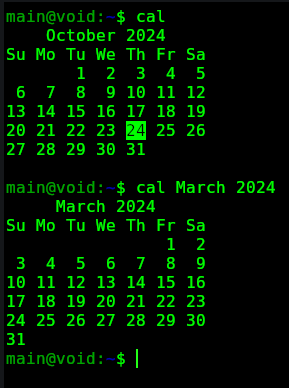 main@void:~$ cal
    October 2024
Su Mo Tu We Th Fr Sa
       1  2  3  4  5
 6  7  8  9 10 11 12
13 14 15 16 17 18 19
20 21 22 23 24 25 26
27 28 29 30 31

main@void:~$ cal March 2024
     March 2024
Su Mo Tu We Th Fr Sa
                1  2
 3  4  5  6  7  8  9
10 11 12 13 14 15 16
17 18 19 20 21 22 23
24 25 26 27 28 29 30
31
main@void:~$